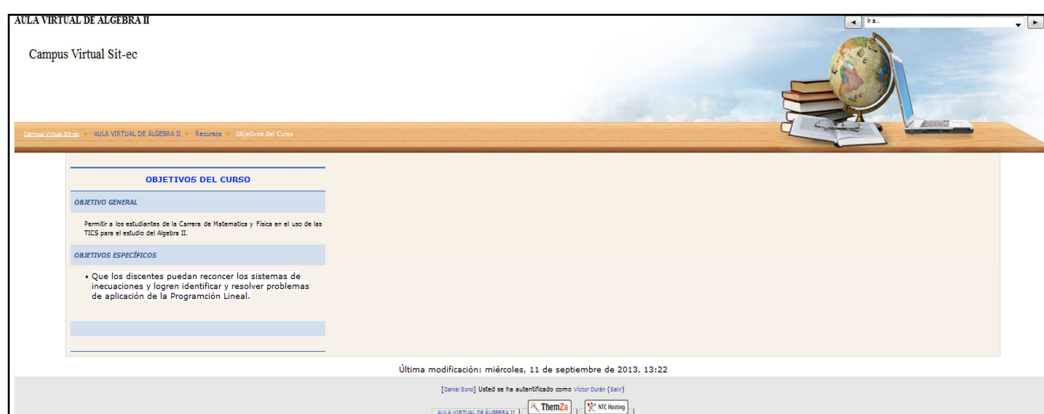 AULA VIRTUAL DE ALGEBRA II
Ir a...
Campus Virtual Sit-ec
Campus Virtual Sit-ec ► AULA VIRTUAL DE ÁLGEBRA II ► Recursos ► Objetivos del Curso
OBJETIVOS DEL CURSO
OBJETIVO GENERAL
Permitir a los estudiantes de la Carrera de Matematica y Física en el uso de las
TICS para el estudio del Algebra II.
OBJETIVOS ESPECÍFICOS
• Que los discentes puedan reconcer los sistemas de
inecuaciones y logren identificar y resolver problemas
de aplicación de la Programción Lineal.
Última modificación: miércoles, 11 de septiembre de 2013, 13:22
[Daniel Sono] Usted se ha autentificado como Victor Durán (Salir)
AULA VIRTUAL DE ÁLGEBRA II | ThemZa | NTC Hosting |